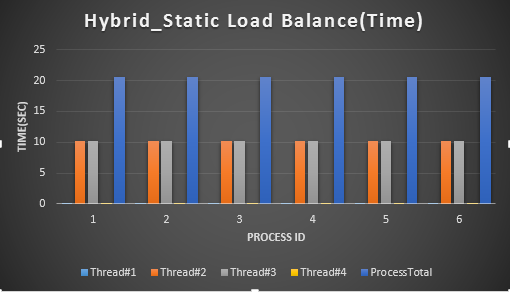 Hybrid_Static Load Balance(Time)
TIME(SEC)
25
20
15
10
5
0
1 2 3 4 5 6
PROCESS ID
Thread#1 Thread#2 Thread#3 Thread#4 ProcessTotal